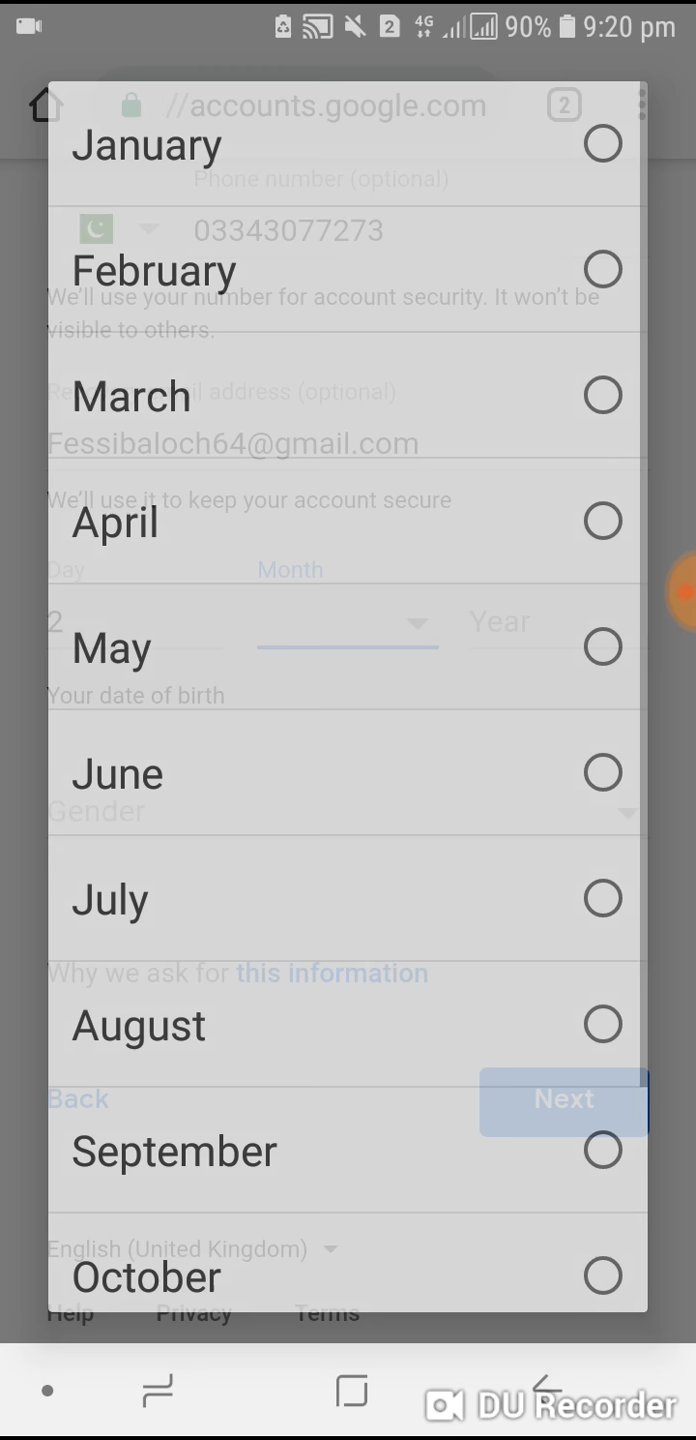 2 4G 90% 9:20 pm
//accounts.google.com 2
January
Phone number (optional)
03343077273
February
We'll use your number for account security. It won't be
visible to others.
March
Fessibaloch64@gmail.com
We'll use it to keep your account secure
April
Day Month
2 Year
May
Your date of birth
June
Gender
July
Why we ask for this information
August
Back Next
September
English (United Kingdom)
October
Help Privacy Terms
DU Recorder